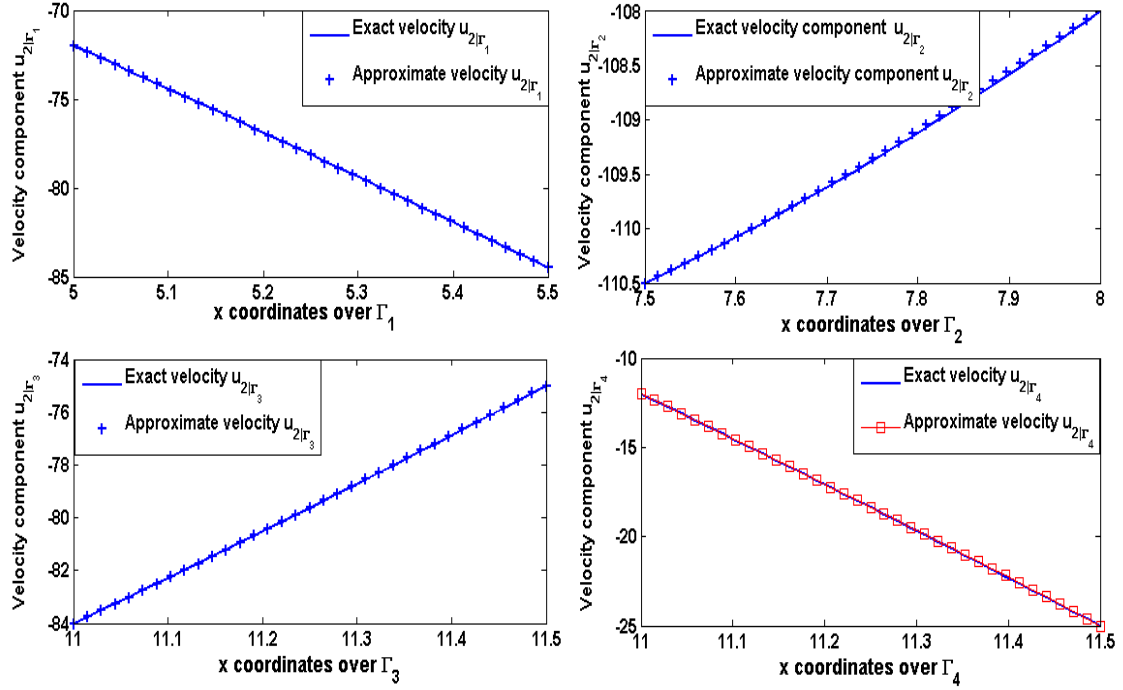 -70
-75
-80
-85
Velocity component u2|Γ1
Exact velocity u2|Γ1
Approximate velocity u2|Γ1
5 5.1 5.2 5.3 5.4 5.5
x coordinates over Γ1
-108
-108.5
-109
-109.5
-110
-110.5
Velocity component u2|Γ2
Exact velocity component u2|Γ2
Approximate velocity component u2|Γ2
7.5 7.6 7.7 7.8 7.9 8
x coordinates over Γ2
-74
-76
-78
-80
-82
-84
Velocity component u2|Γ3
Exact velocity u2|Γ3
Approximate velocity u2|Γ3
11 11.1 11.2 11.3 11.4 11.5
x coordinates over Γ3
-10
-15
-20
-25
Velocity component u2|Γ4
Exact velocity u2|Γ4
Approximate velocity u2|Γ4
11 11.1 11.2 11.3 11.4 11.5
x coordinates over Γ4